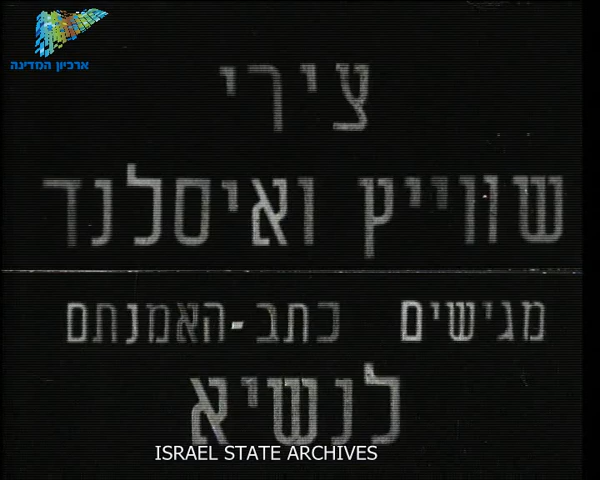 ארכיון המדינה
צירי
שווייץ ואיסלנד
מגישים כתב-האמנתם
לנשיא
ISRAEL STATE ARCHIVES